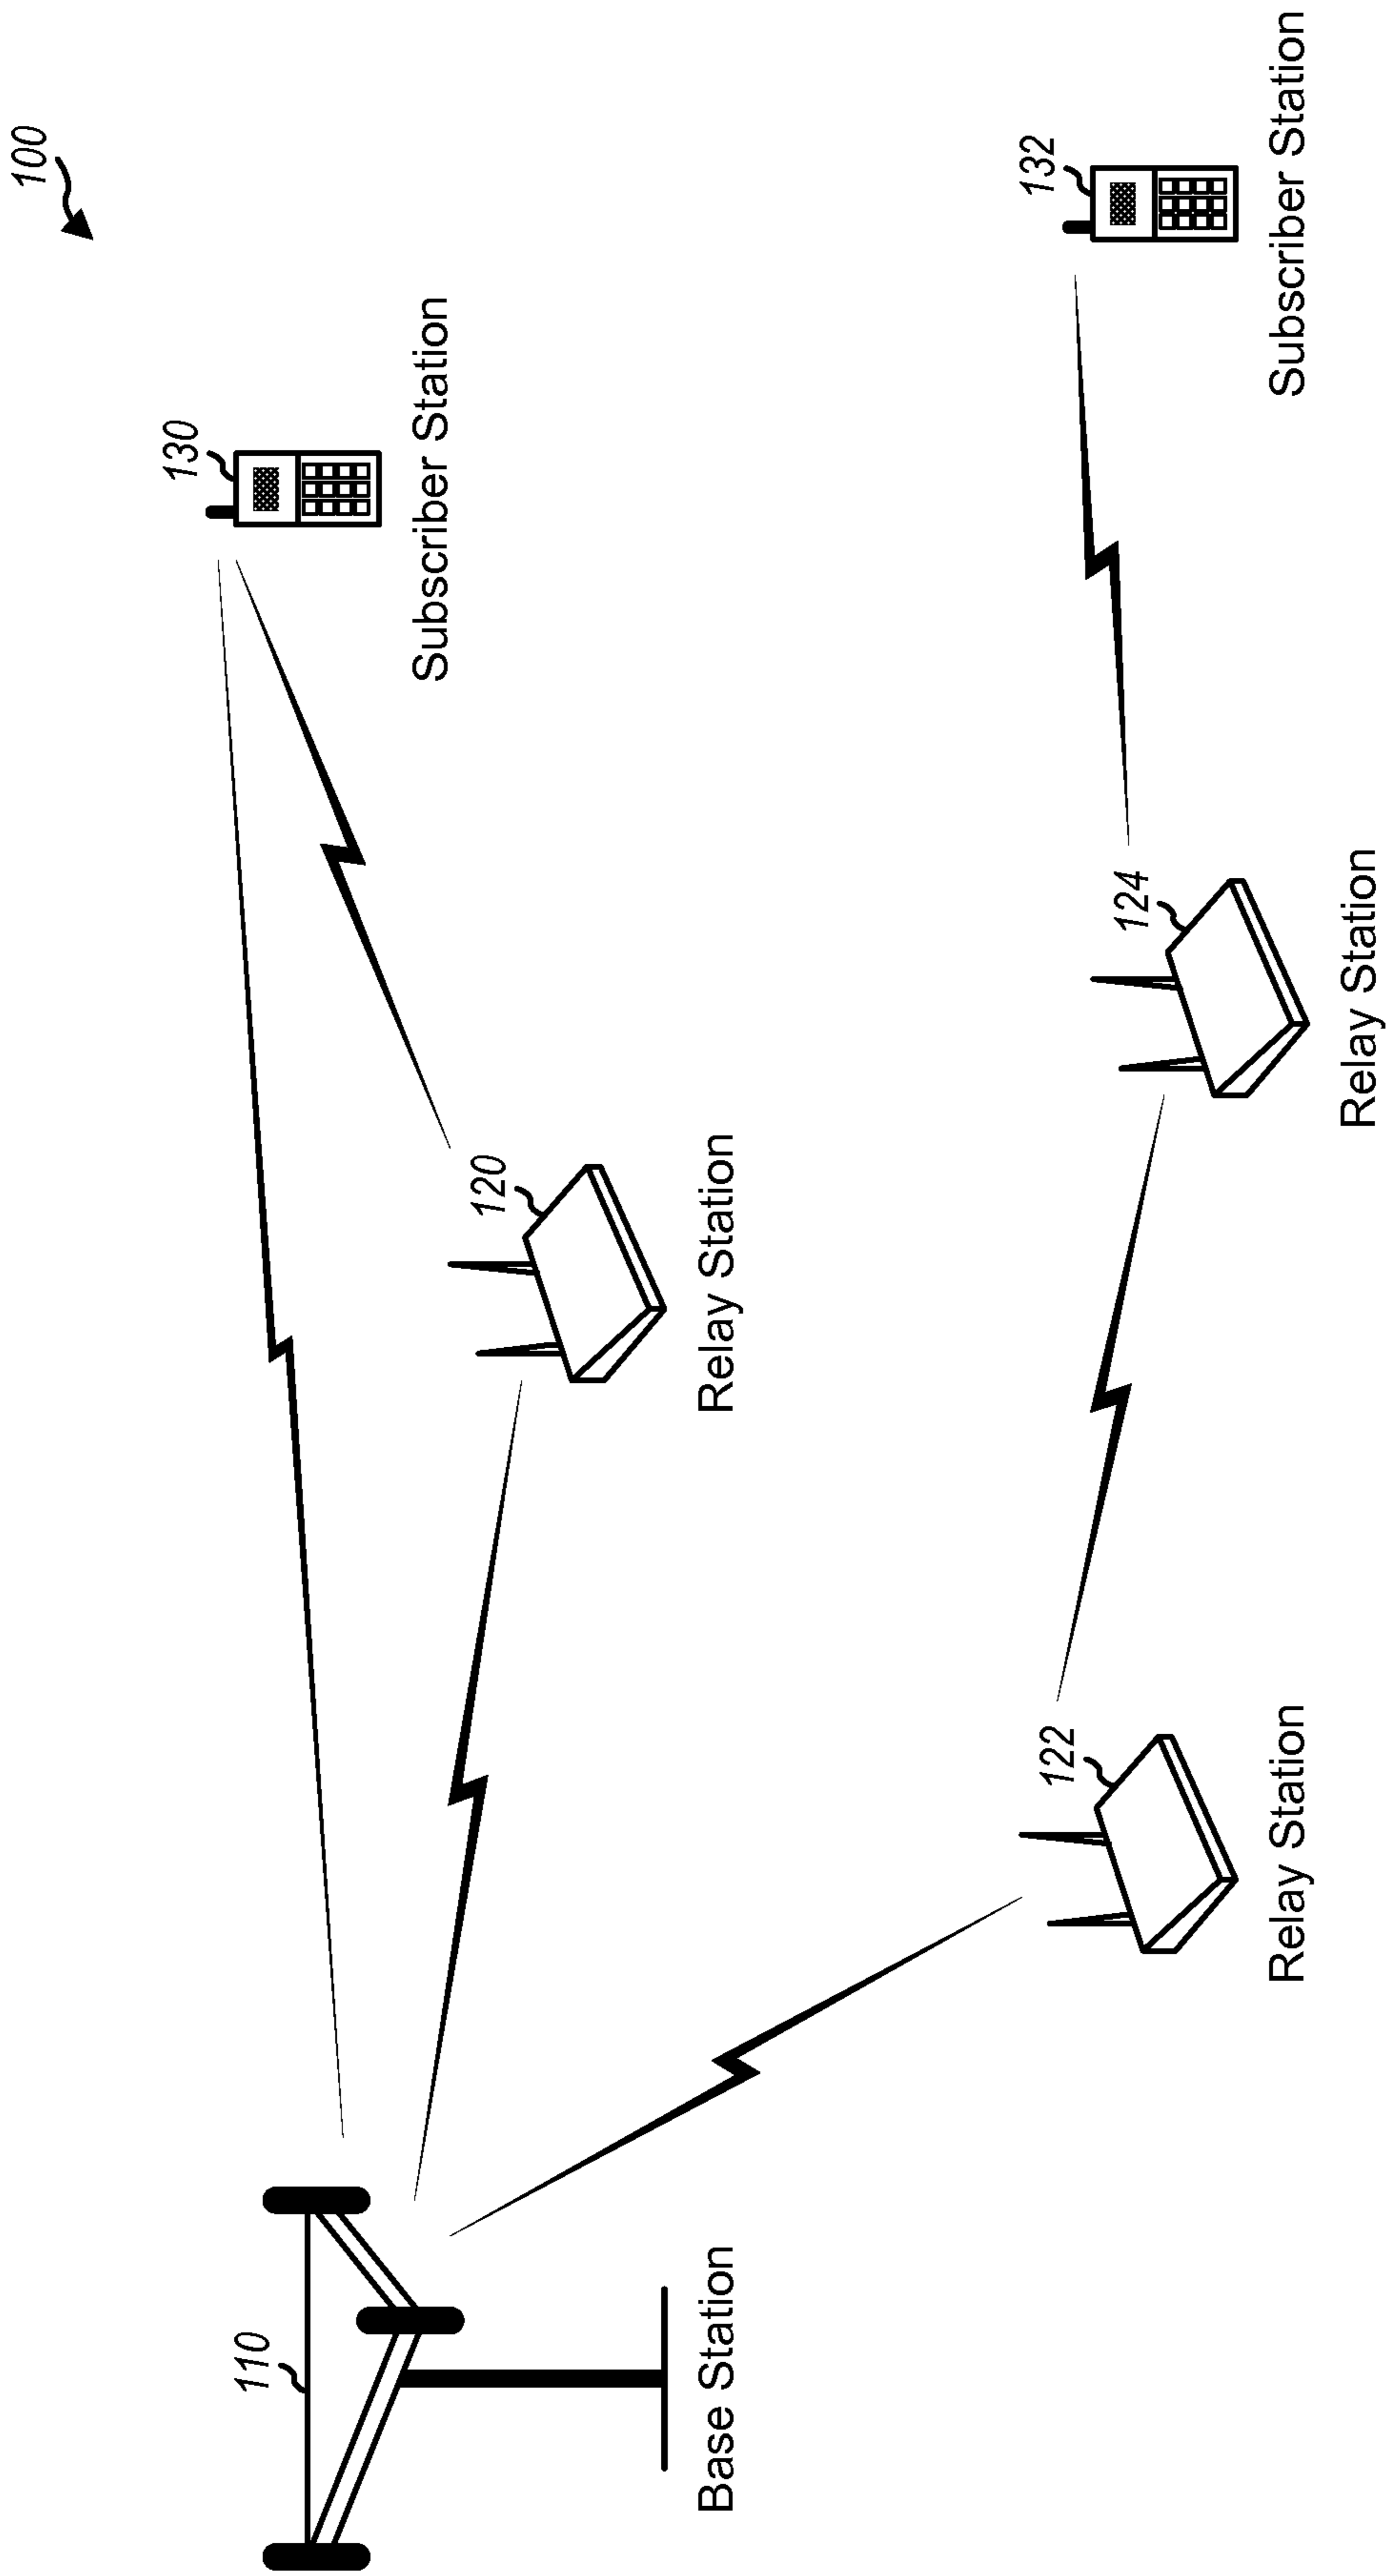 100
130
Subscriber Station
110
120
Base Station
Relay Station
132
122
124
Subscriber Station
Relay Station
Relay Station